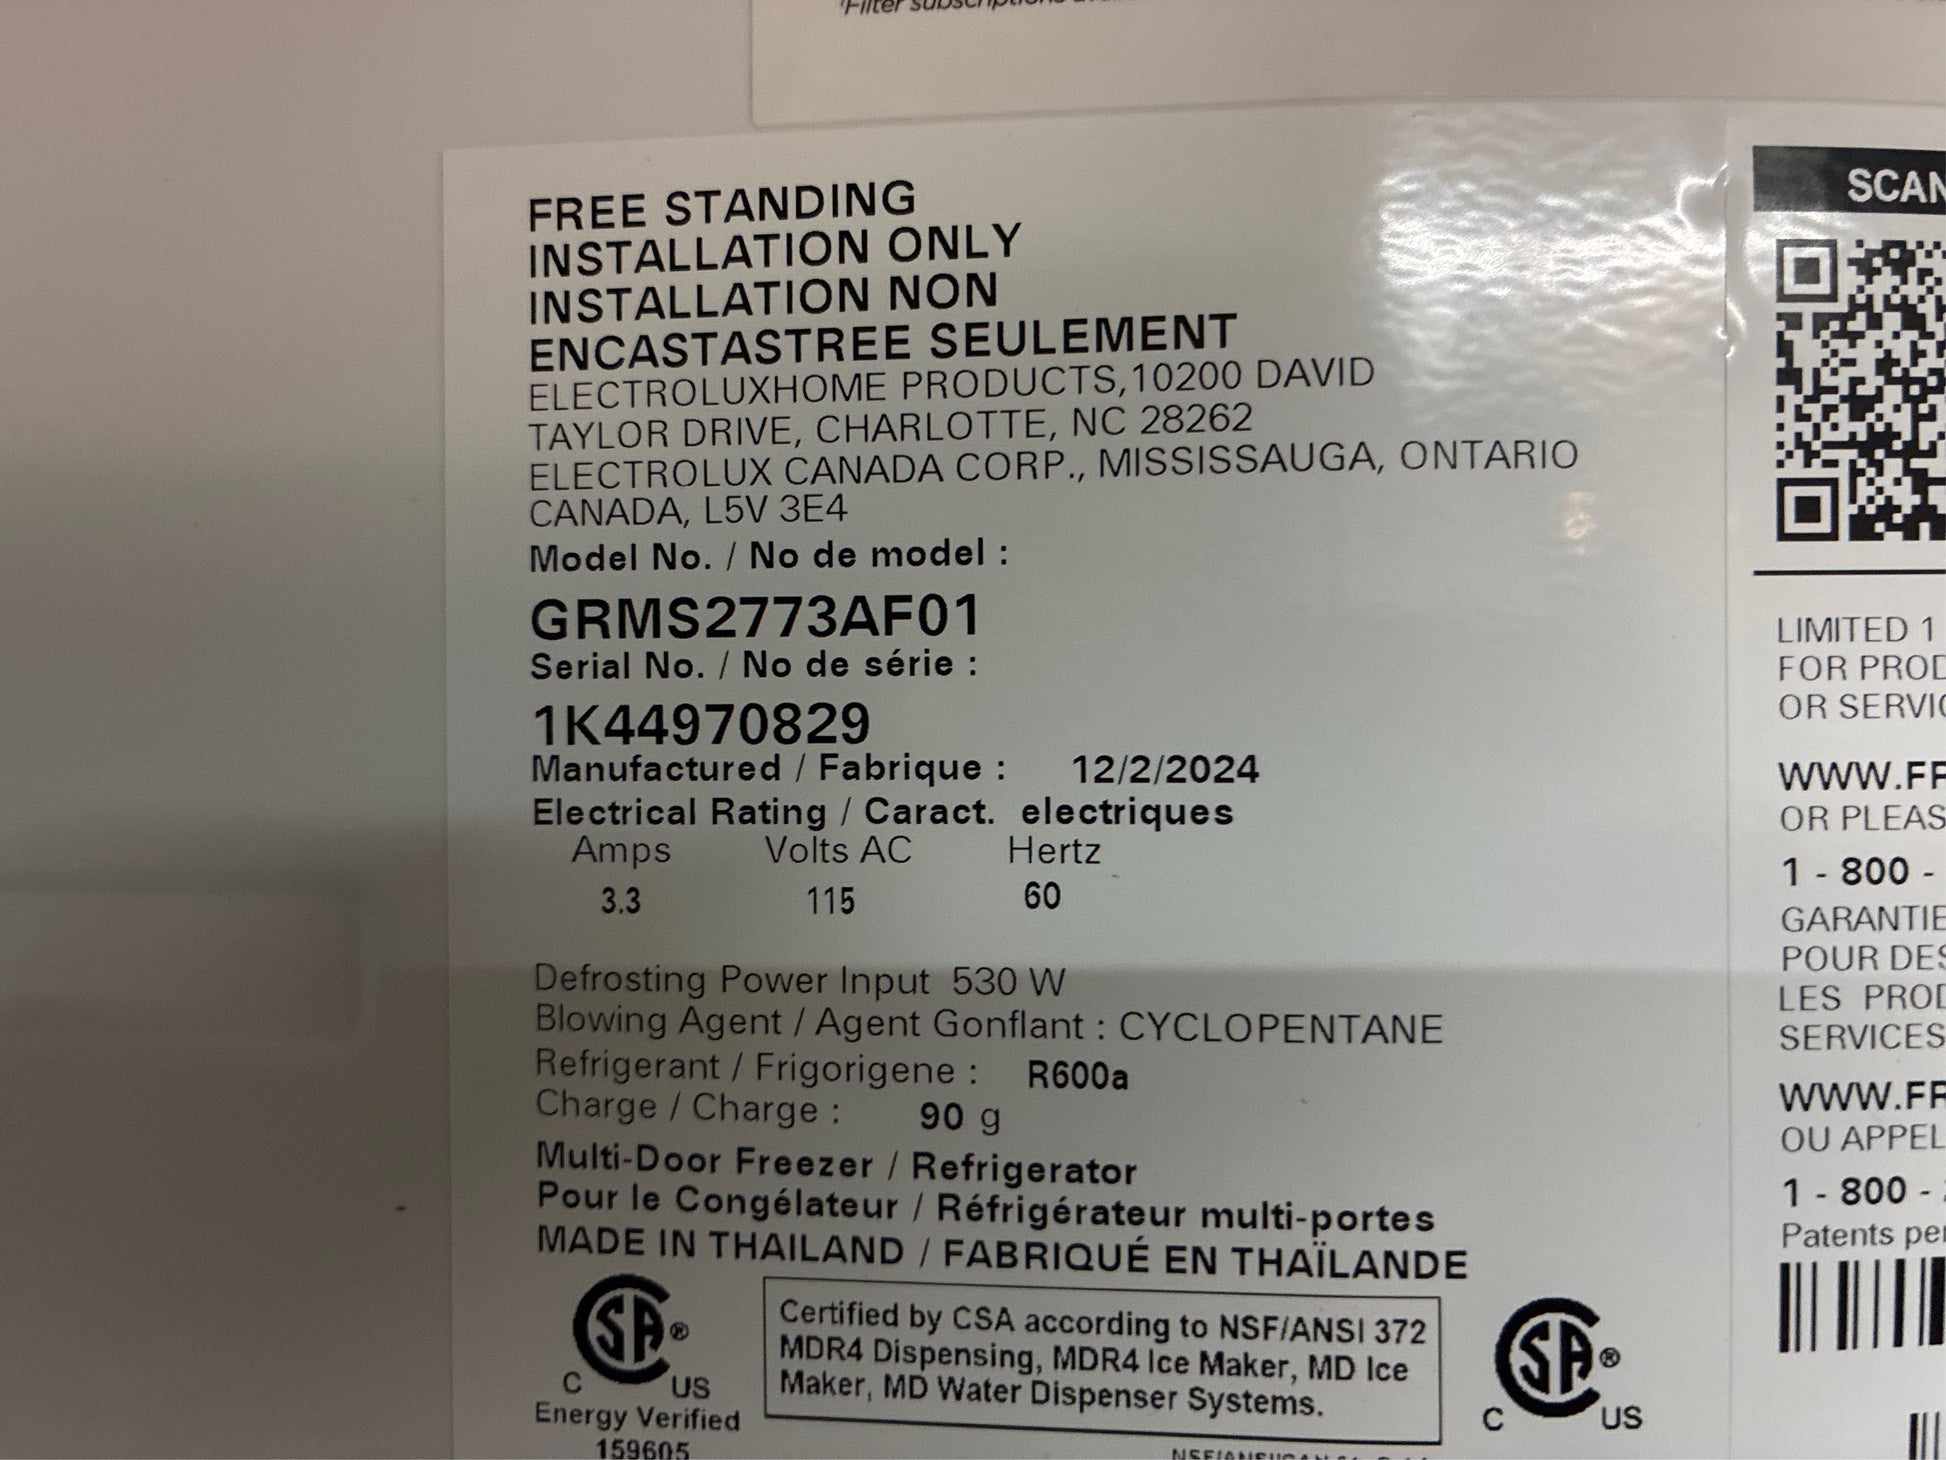 FREE STANDING
INSTALLATION ONLY
INSTALLATION NON
ENCASTASTREE SEULEMENT
ELECTROLUXHOME PRODUCTS,10200 DAVID
TAYLOR DRIVE, CHARLOTTE, NC 28262
ELECTROLUX CANADA CORP., MISSISSAUGA, ONTARIO
CANADA, L5V 3E4
Model No. / No de model :
GRMS2773AF01
Serial No. / No de série :
1K44970829
Manufactured / Fabrique : 12/2/2024
Electrical Rating / Caract. electriques
Amps Volts AC Hertz
3.3 115 60
Defrosting Power Input 530 W
Blowing Agent / Agent Gonflant : CYCLOPENTANE
Refrigerant / Frigorigene : R600a
Charge / Charge : 90 g
Multi-Door Freezer / Refrigerator
Pour le Congélateur / Réfrigérateur multi-portes
MADE IN THAILAND / FABRIQUÉ EN THAÏLANDE
SA®
C US
Energy Verified
159605
Certified by CSA according to NSF/ANSI 372
MDR4 Dispensing, MDR4 Ice Maker, MD Ice
Maker, MD Water Dispenser Systems.
SA®
C US
SCAN
LIMITED 1
FOR PROD
OR SERVIC
WWW.FR
OR PLEAS
1 - 800 -
GARANTIE
POUR DES
LES PROD
SERVICES
WWW.FR
OU APPEL
1 - 800 -
Patents per